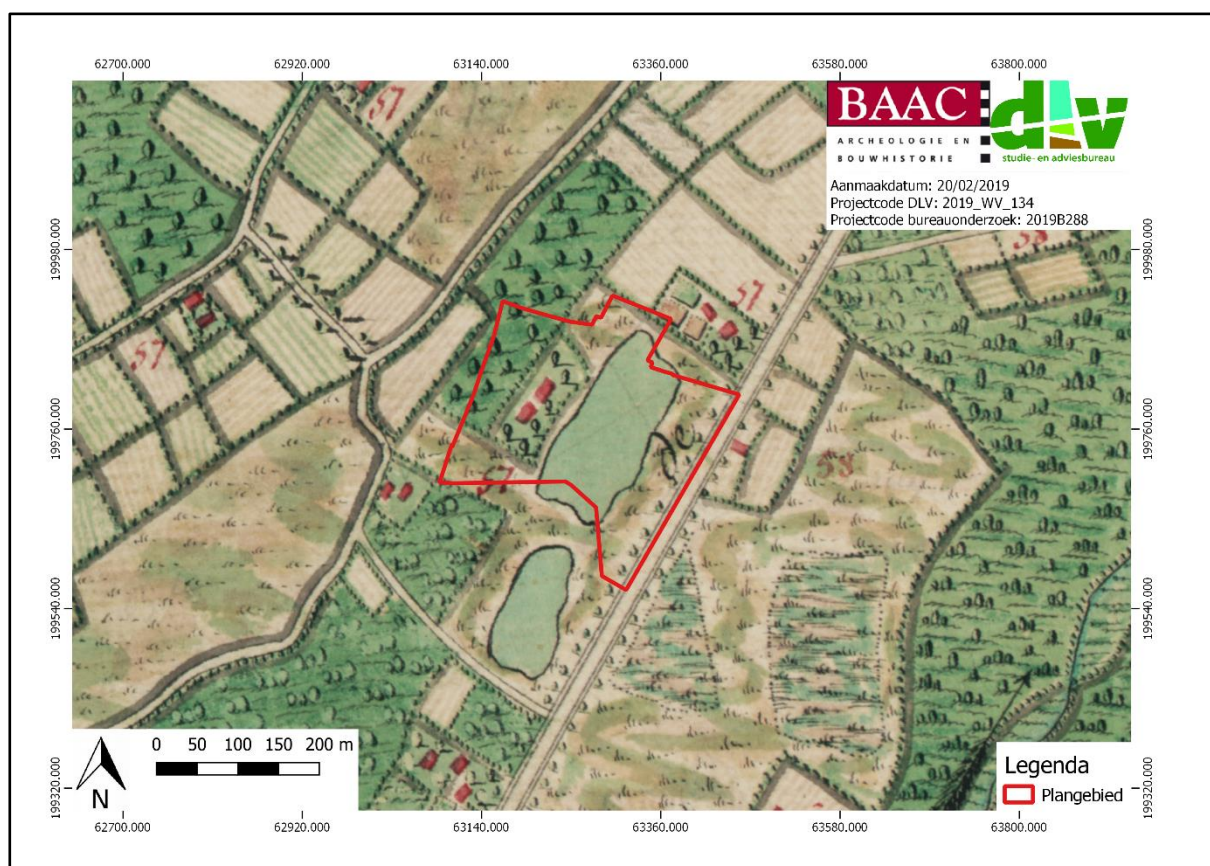 62700.000 62920.000 63140.000 63360.000 63580.000 63800.000
BAAC
ARCHEOLOGIE EN
BOUWHISTORIE
dlv
studie- en adviesbureau
Aanmaakdatum: 20/02/2019
Projectcode DLV: 2019_WV_134
Projectcode bureauonderzoek: 2019B288
57
58
199980.000
199980.000
57
57
199760.000
199760.000
de
58
57
199540.000
199540.000
0 50 100 150 200 m
N
Legenda
Plangebied
199320.000
199320.000
62700.000 62920.000 63140.000 63360.000 63580.000 63800.000